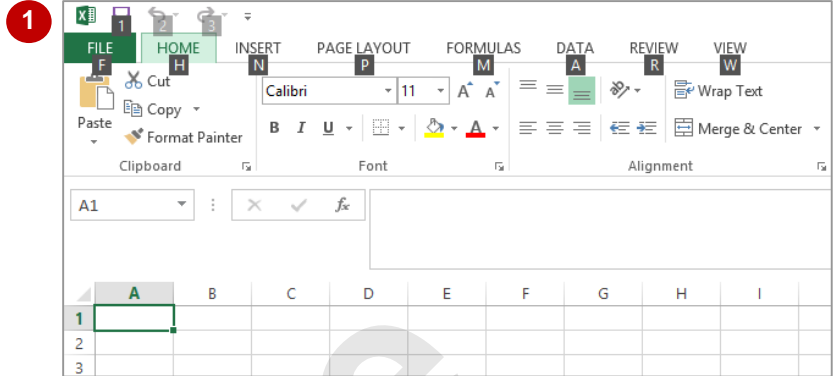 1
1 2 3
FILE HOME INSERT PAGE LAYOUT FORMULAS DATA REVIEW VIEW
F H N P M A R W
Cut
Calibri 11 A A Wrap Text
Copy
Paste
Format Painter B I U A Merge & Center
Clipboard Font Alignment
A1 fx
A B C D E F G H I
1
2
3